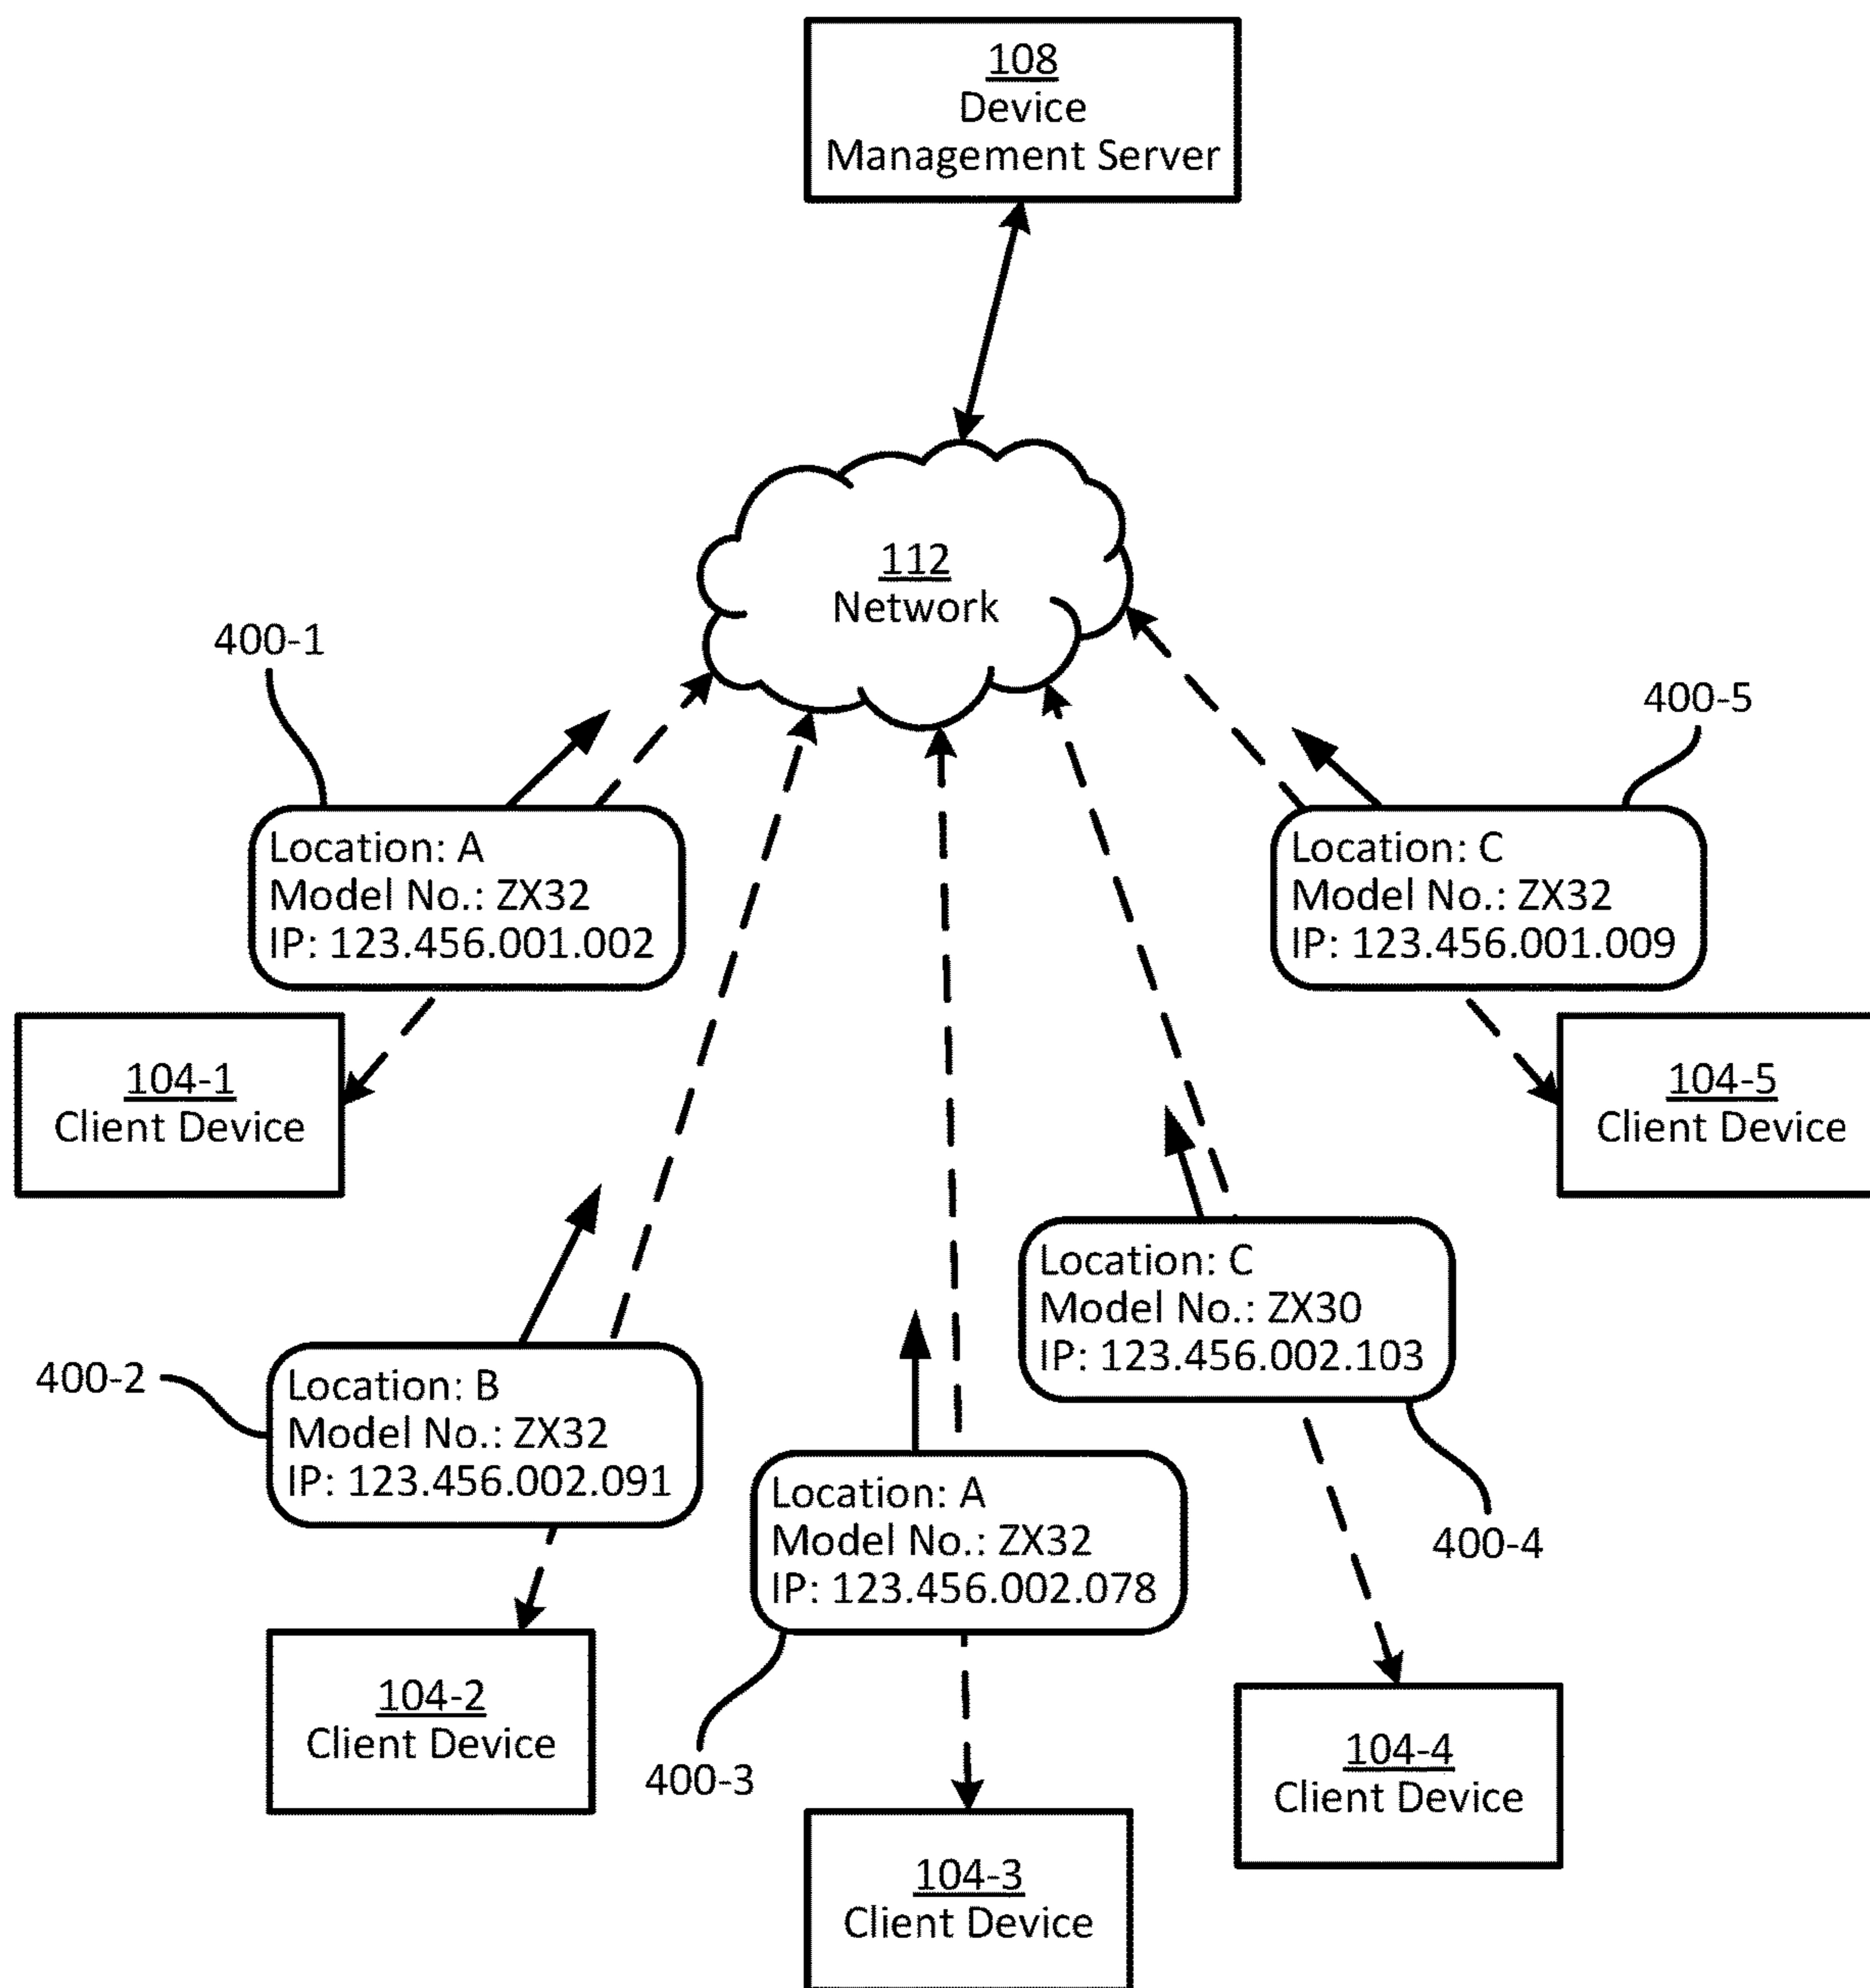 108
Device
Management Server
112
Network
400-1
Location: A
Model No.: ZX32
IP: 123.456.001.002
400-5
Location: C
Model No.: ZX32
IP: 123.456.001.009
104-1
Client Device
104-5
Client Device
400-2
Location: B
Model No.: ZX32
IP: 123.456.002.091
Location: C
Model No.: ZX30
IP: 123.456.002.103
400-4
Location: A
Model No.: ZX32
IP: 123.456.002.078
400-3
104-2
Client Device
104-4
Client Device
104-3
Client Device